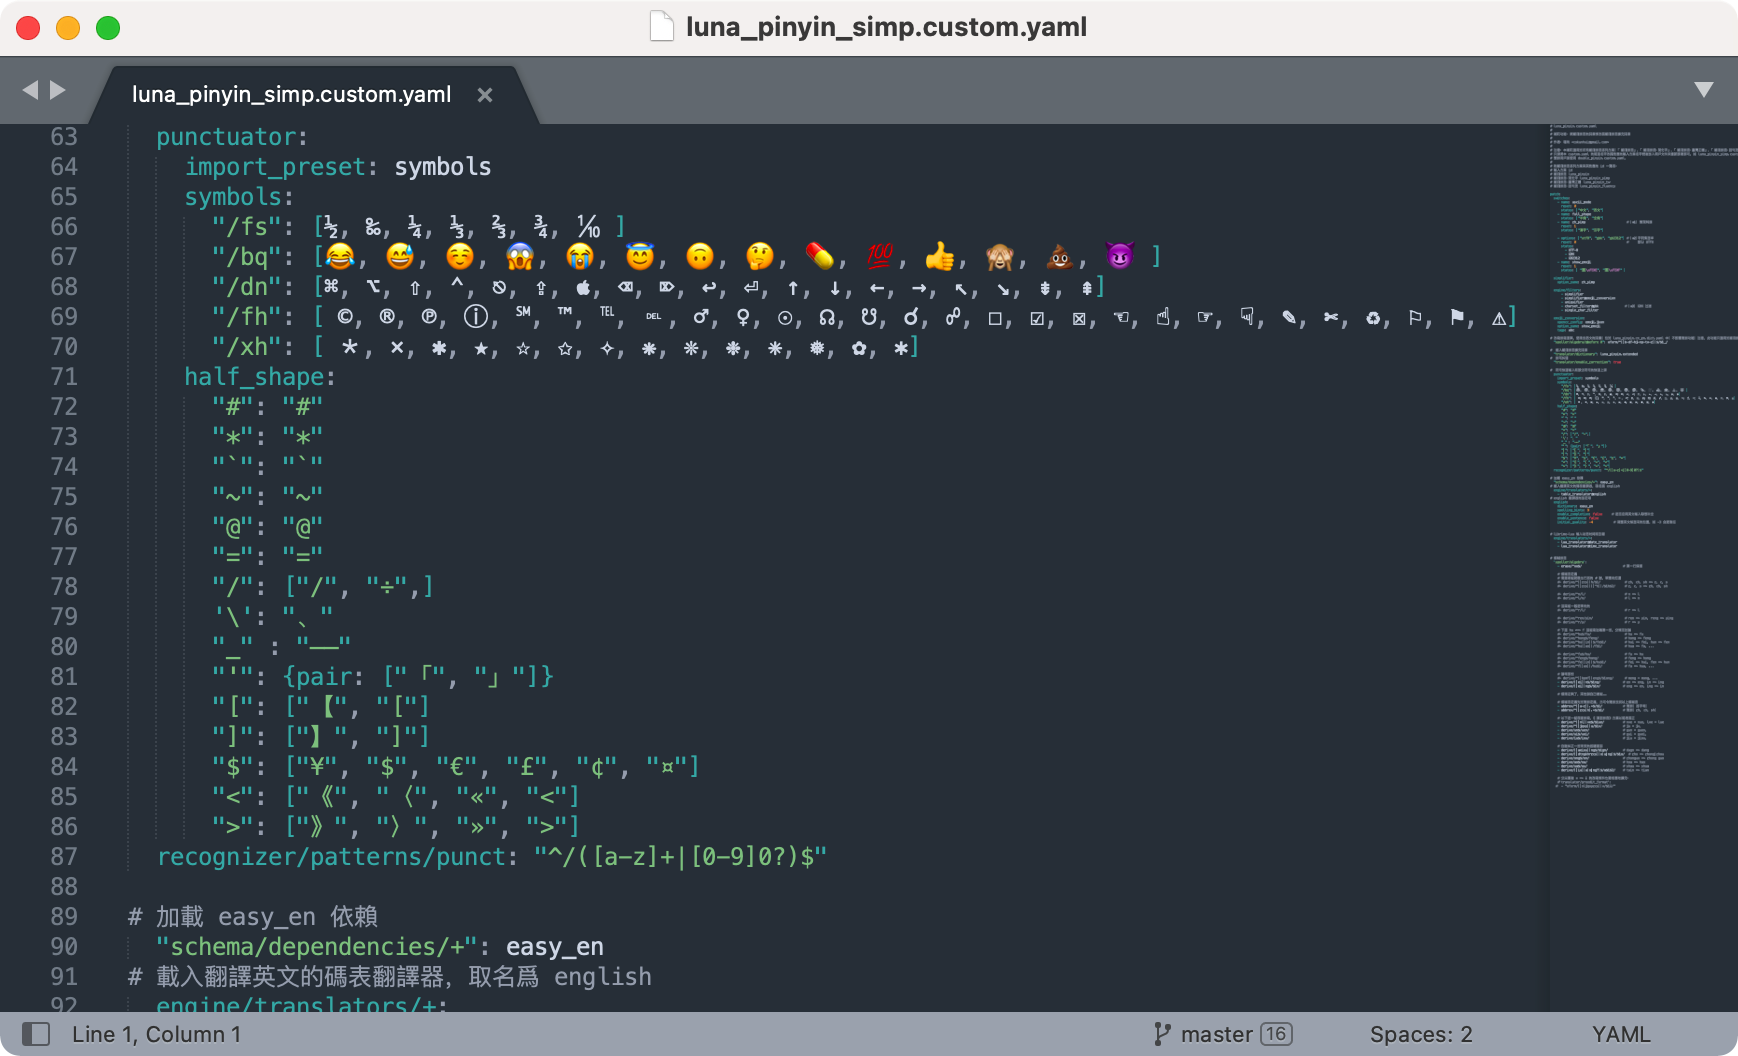 luna_pinyin_simp.custom.yaml
luna_pinyin_simp.custom.yaml ×
63 punctuator:
64 import_preset: symbols
65 symbols:
66 "/fs": [½, ‰, ¼, ⅓, ⅔, ¾, ⅒ ]
67 "/bq": [😂, 😅, ☺️, 😱, 😭, 😇, 🙃, 🤔, 💊, 💯, 👍, 🙈, 💩, 😈 ]
68 "/dn": [⌘, ⌥, ⇧, ⌃, ⎋, ⇪, , ⌫, ⌦, ↩, ⏎, ↑, ↓, ←, →, ↖, ↘, ⇟, ⇞]
69 "/fh": [ ©, ®, ℗, ⓘ, ℠, ™, ℡, ␡, ♂, ♀, ☉, ☊, ☋, ☌, ☍, ☐, ☑, ☒, ☜, ☝, ☞, ☟, ✎, ✄, ♻, ⚐, ⚑, ⚠]
70 "/xh": [ *, ×, ✱, ★, ☆, ✩, ✧, ❋, ❊, ❉, ❈, ❅, ✿, ✲]
71 half_shape:
72 "#": "#"
73 "*": "*"
74 "`": "`"
75 "~": "~"
76 "@": "@"
77 "=": "="
78 "/": ["/", "÷",]
79 '\': "、"
80 "_" : "──"
81 "'": {pair: ["「", "」"]}
82 "[": ["【", "["]
83 "]": ["】", "]"]
84 "$": ["¥", "$", "€", "£", "¢", "¤"]
85 "<": ["《", "〈", "«", "<"]
86 ">": ["》", "〉", "»", ">"]
87 recognizer/patterns/punct: "^/([a-z]+|[0-9]0?)$"
88
89 # 加載 easy_en 依賴
90 "schema/dependencies/+": easy_en
91 # 載入翻譯英文的碼表翻譯器，取名爲 english
92 engine/translators/+:
Line 1, Column 1 master 16 Spaces: 2 YAML